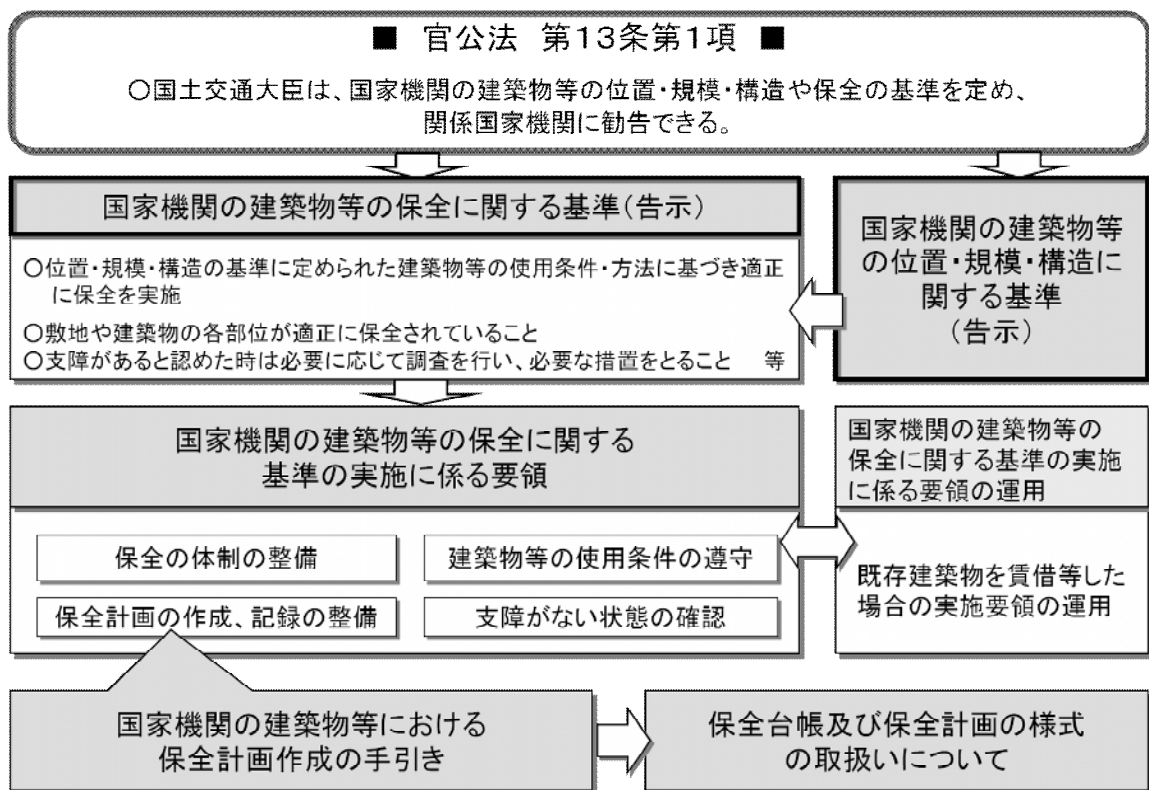 ■ 官公法 第13条第1項 ■
○国土交通大臣は、国家機関の建築物等の位置・規模・構造や保全の基準を定め、
関係国家機関に勧告できる。
国家機関の建築物等の保全に関する基準(告示)
○位置・規模・構造の基準に定められた建築物等の使用条件・方法に基づき適正
に保全を実施
○敷地や建築物の各部位が適正に保全されていること
○支障があると認めた時は必要に応じて調査を行い、必要な措置をとること 等
国家機関の建築物等
の位置・規模・構造に
関する基準
(告示)
国家機関の建築物等の保全に関する
基準の実施に係る要領
保全の体制の整備
建築物等の使用条件の遵守
保全計画の作成、記録の整備
支障がない状態の確認
国家機関の建築物等の
保全に関する基準の実施
に係る要領の運用
既存建築物を賃借等した
場合の実施要領の運用
国家機関の建築物等における
保全計画作成の手引き
保全台帳及び保全計画の様式
の取扱いについて